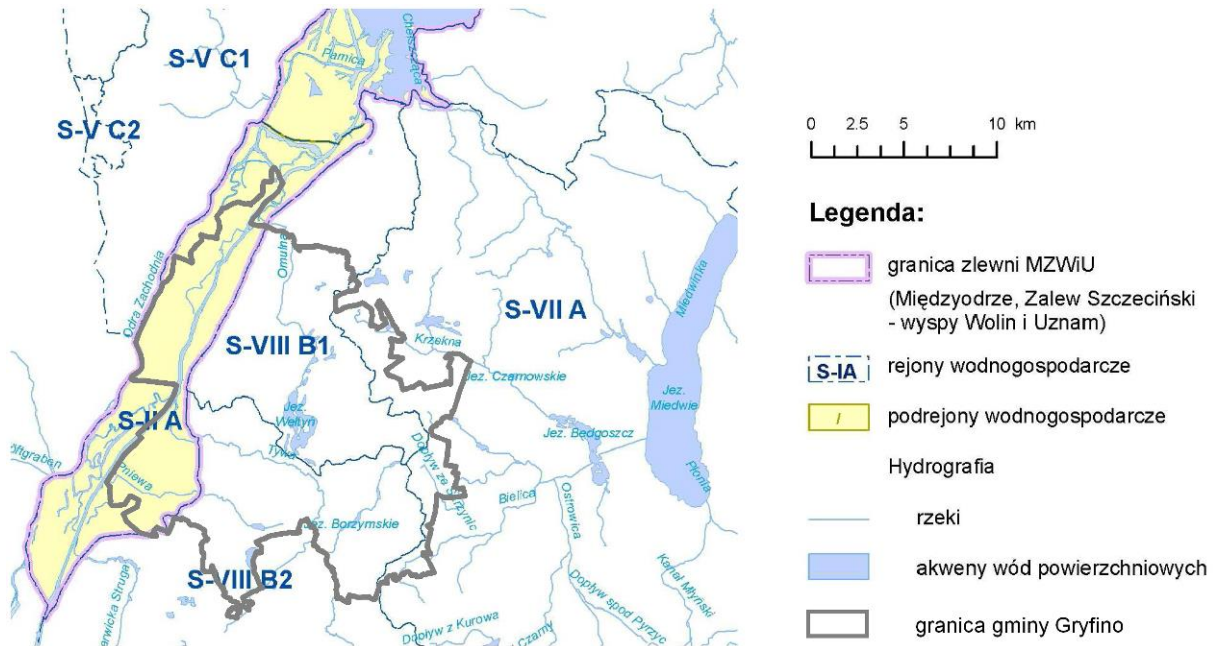 S-V C1
S-V C2
Parnica
Odra Zachodnia
Omulna
S-VIII B1
S-VII A
Krzekna
Jez. Czarnowskie
Miedwinka
Jez. Miedwie
Jez. Wełtyń
Tywa
S-II A
Pniewa
Jez. Będgoszcz
Bielica
Ostrowica
Płonia
Jez. Borzymskie
S-VIII B2
Dopływ z Kurowa
Dopływ spod Pyrzyc
Kanał Młyński
0 2.5 5 10 km
Legenda:
granica zlewni MZWiU
(Międzyodrze, Zalew Szczeciński
- wyspy Wolin i Uznam)
S-IA rejony wodnogospodarcze
I podrejony wodnogospodarcze
Hydrografia
rzeki
akweny wód powierzchniowych
granica gminy Gryfino